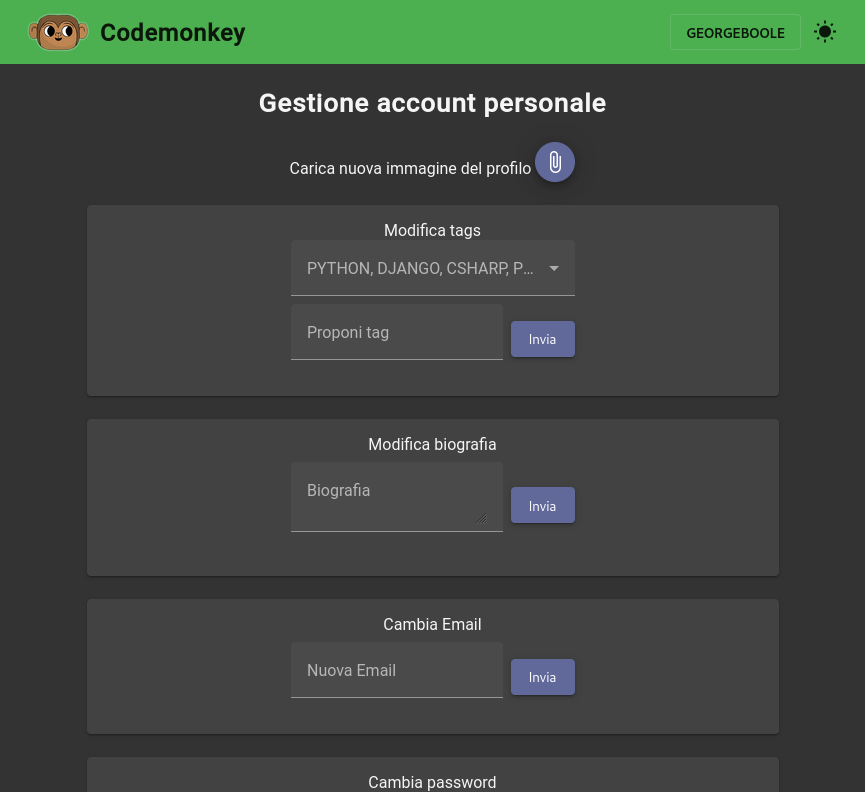 Codemonkey
GEORGEBOOLE
Gestione account personale
Carica nuova immagine del profilo
Modifica tags
PYTHON, DJANGO, CSHARP, P...
Proponi tag
Invia
Modifica biografia
Biografia
Invia
Cambia Email
Nuova Email
Invia
Cambia password